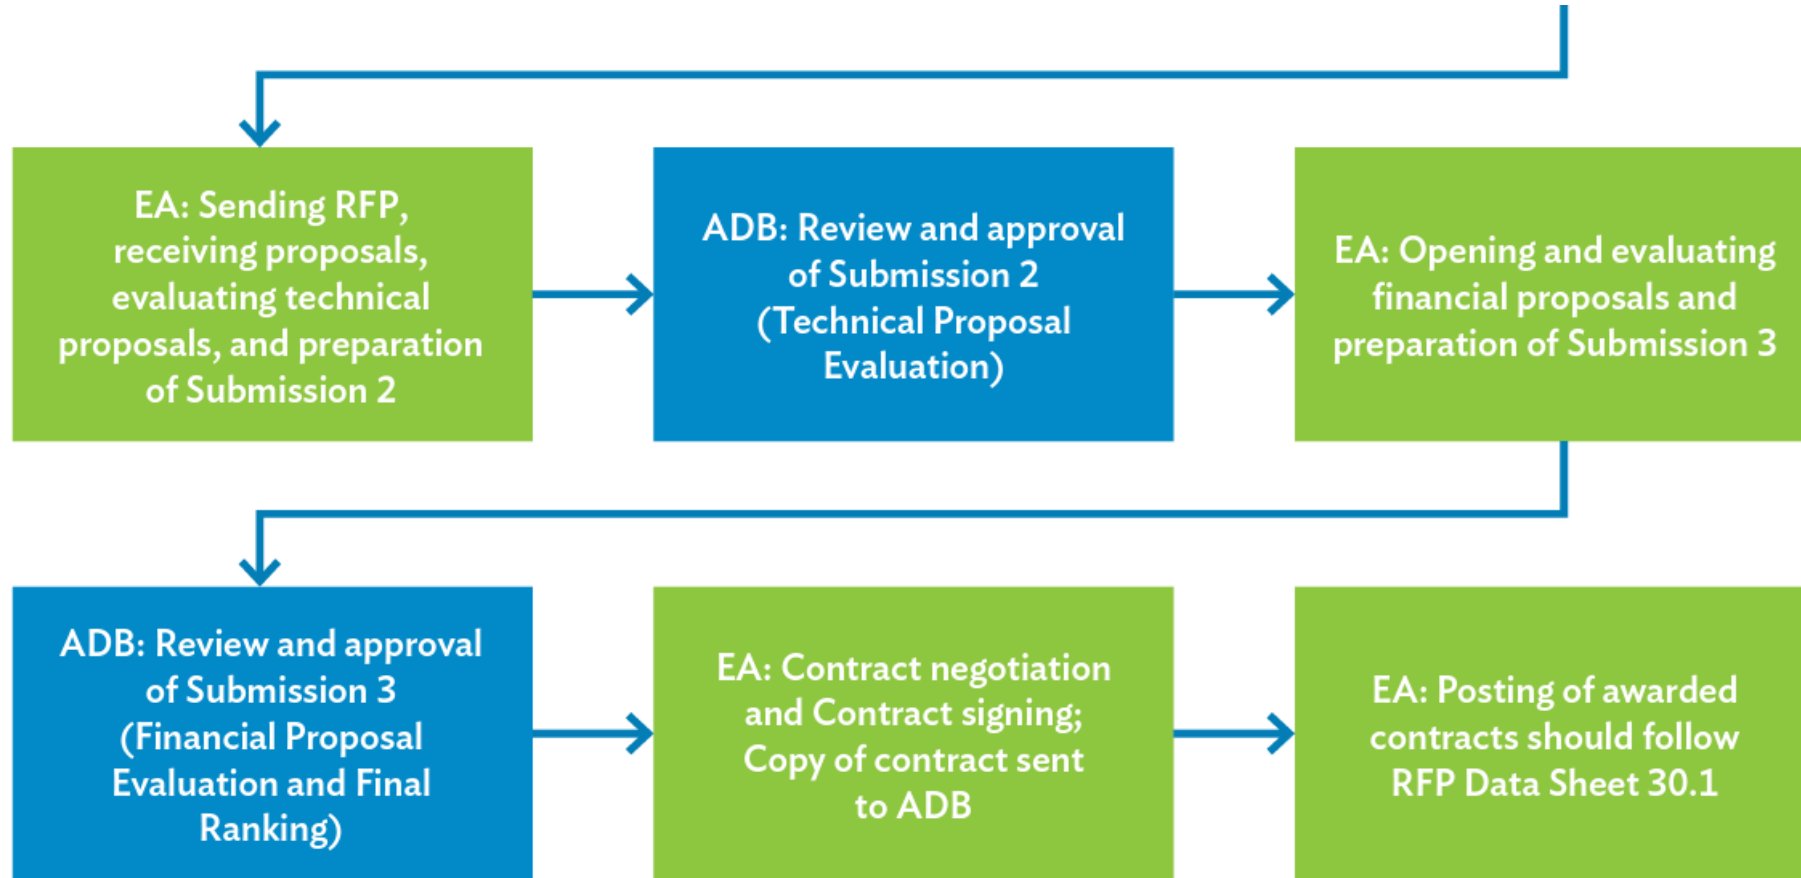 EA: Sending RFP,
receiving proposals,
evaluating technical
proposals, and preparation
of Submission 2
ADB: Review and approval
of Submission 2
(Technical Proposal
Evaluation)
EA: Opening and evaluating
financial proposals and
preparation of Submission 3
ADB: Review and approval
of Submission 3
(Financial Proposal
Evaluation and Final
Ranking)
EA: Contract negotiation
and Contract signing;
Copy of contract sent
to ADB
EA: Posting of awarded
contracts should follow
RFP Data Sheet 30.1